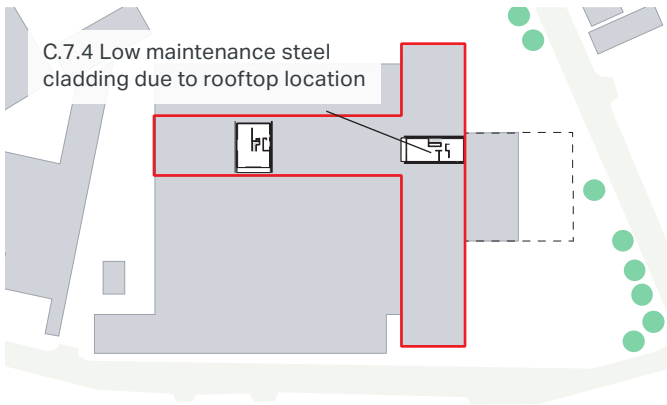 C.7.4 Low maintenance steel
cladding due to rooftop location